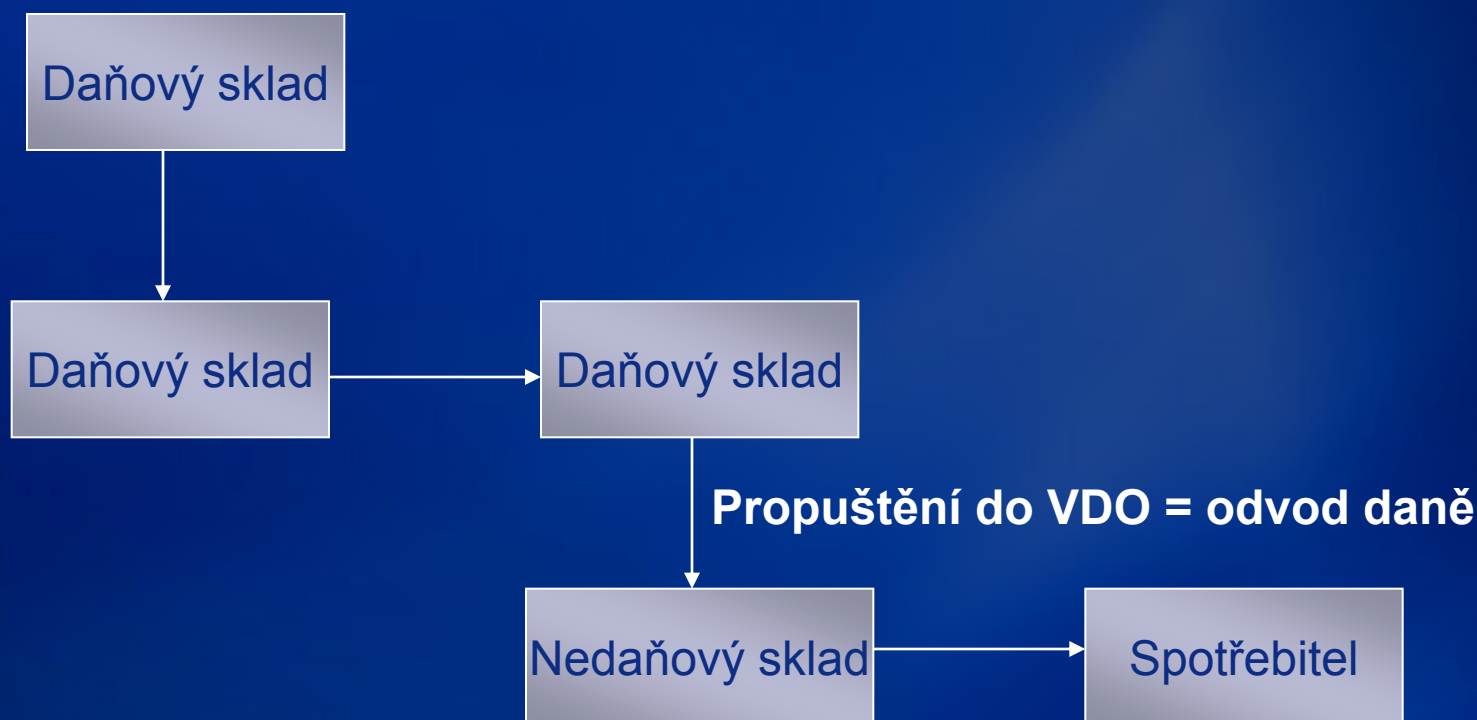 Daňový sklad
Daňový sklad
Daňový sklad
Propuštění do VDO = odvod daně
Nedaňový sklad
Spotřebitel